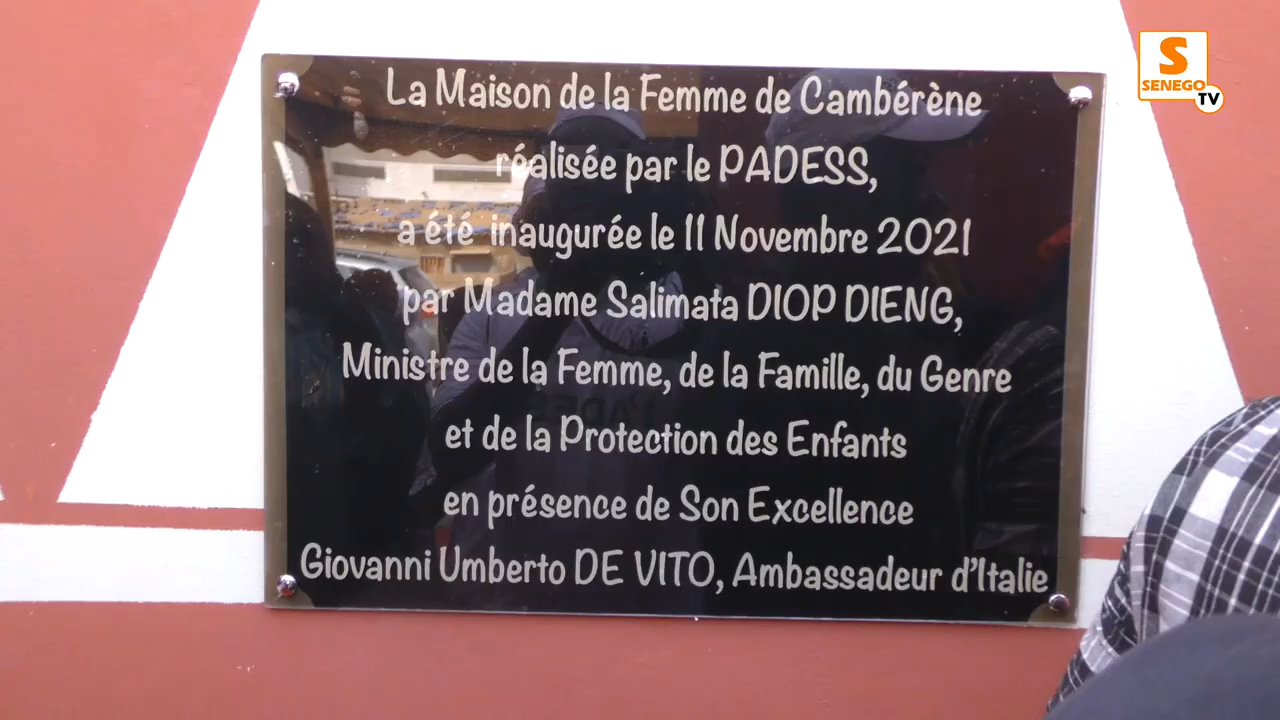 La Maison de la Femme de Cambérène
réalisée par le PADESS,
a été inaugurée le 11 Novembre 2021
par Madame Salimata DIOP DIENG,
Ministre de la Femme, de la Famille, du Genre
et de la Protection des Enfants
en présence de Son Excellence
Giovanni Umberto DE VITO, Ambassadeur d'Italie
S
SENEGO
TV